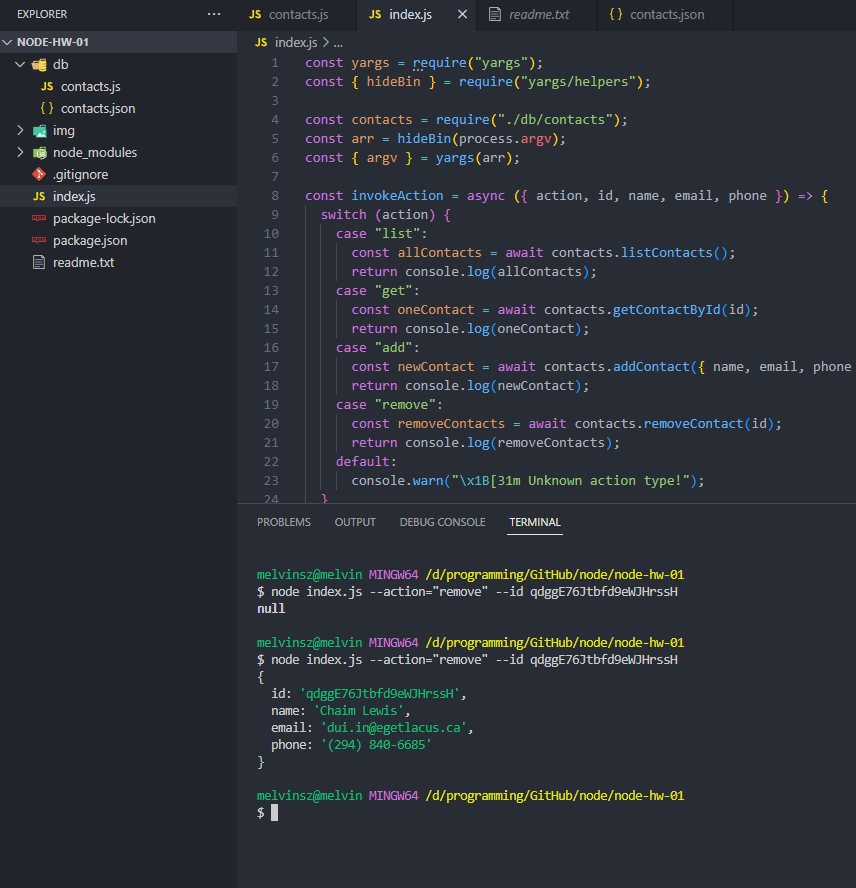 EXPLORER ···
NODE-HW-01
db
JS contacts.js
{ } contacts.json
img
node_modules
.gitignore
JS index.js
package-lock.json
package.json
readme.txt
JS contacts.js JS index.js × readme.txt { } contacts.json
JS index.js > ...
1 const yargs = require("yargs");
2 const { hideBin } = require("yargs/helpers");
3
4 const contacts = require("./db/contacts");
5 const arr = hideBin(process.argv);
6 const { argv } = yargs(arr);
7
8 const invokeAction = async ({ action, id, name, email, phone }) => {
9 switch (action) {
10 case "list":
11 const allContacts = await contacts.listContacts();
12 return console.log(allContacts);
13 case "get":
14 const oneContact = await contacts.getContactById(id);
15 return console.log(oneContact);
16 case "add":
17 const newContact = await contacts.addContact({ name, email, phone
18 return console.log(newContact);
19 case "remove":
20 const removeContacts = await contacts.removeContact(id);
21 return console.log(removeContacts);
22 default:
23 console.warn("\x1B[31m Unknown action type!");
24 }
PROBLEMS OUTPUT DEBUG CONSOLE TERMINAL
melvinsz@melvin MINGW64 /d/programming/GitHub/node/node-hw-01
$ node index.js --action="remove" --id qdggE76Jtbfd9eWJHrssH
null
melvinsz@melvin MINGW64 /d/programming/GitHub/node/node-hw-01
$ node index.js --action="remove" --id qdggE76Jtbfd9eWJHrssH
{
id: 'qdggE76Jtbfd9eWJHrssH',
name: 'Chaim Lewis',
email: 'dui.in@egetlacus.ca',
phone: '(294) 840-6685'
}
melvinsz@melvin MINGW64 /d/programming/GitHub/node/node-hw-01
$